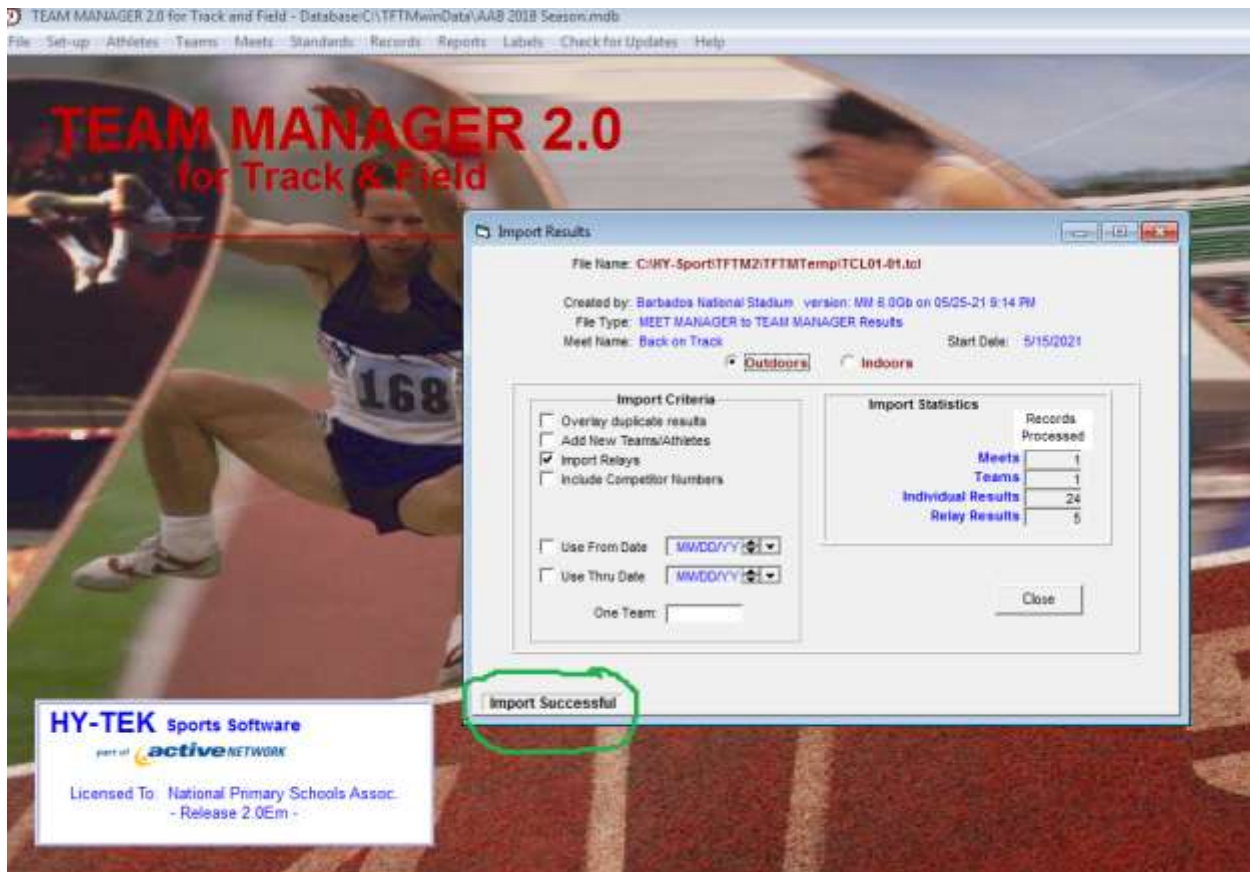 TEAM MANAGER 2.0 for Track and Field - Database:C:\TFTMwinData\AAB 2018 Season.mdb
File Set-up Athletes Teams Meets Standards Records Reports Labels Check for Updates Help
TEAM MANAGER 2.0
for Track & Field
168
Import Results
File Name: C:\HY-Sport\TFTM2\TFTMTemp\TCL01-01.tcl
Created by: Barbados National Stadium version: MM 6.0Gb on 05/25-21 9:14 PM
File Type: MEET MANAGER to TEAM MANAGER Results
Meet Name: Back on Track Start Date: 5/15/2021
Outdoors Indoors
Import Criteria
Overlay duplicate results
Add New Teams/Athletes
Import Relays
Include Competitor Numbers
Use From Date MM/DD/YY
Use Thru Date MM/DD/YY
One Team:
Import Statistics
Records
Processed
Meets 1
Teams 1
Individual Results 24
Relay Results 5
Close
Import Successful
HY-TEK Sports Software
part of active NETWORK
Licensed To: National Primary Schools Assoc.
- Release 2.0Em -